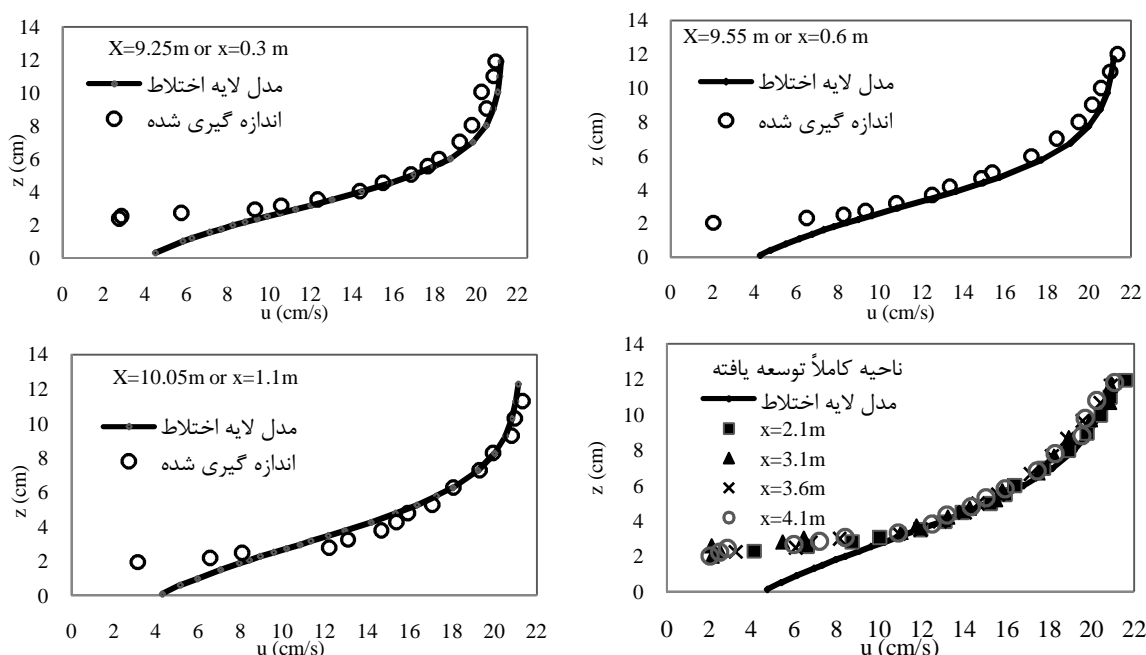 X=9.25m or x=0.3 m
مدل لایه اختلاط
اندازه گیری شده
z (cm)
14
12
10
8
6
4
2
0
0 2 4 6 8 10 12 14 16 18 20 22
u (cm/s)
X=9.55 m or x=0.6 m
مدل لایه اختلاط
اندازه گیری شده
z (cm)
14
12
10
8
6
4
2
0
0 2 4 6 8 10 12 14 16 18 20 22
u (cm/s)
X=10.05m or x=1.1m
مدل لایه اختلاط
اندازه گیری شده
z (cm)
14
12
10
8
6
4
2
0
0 2 4 6 8 10 12 14 16 18 20 22
u (cm/s)
ناحیه کاملاً توسعه یافته
مدل لایه اختلاط
x=2.1m
x=3.1m
x=3.6m
x=4.1m
z (cm)
14
12
10
8
6
4
2
0
0 2 4 6 8 10 12 14 16 18 20 22
u (cm/s)